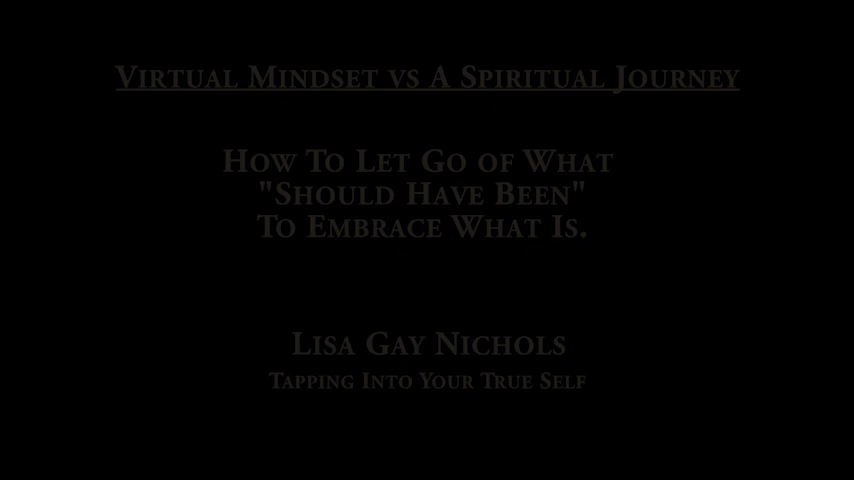 Virtual Mindset vs A Spiritual Journey
How To Let Go of What
"Should Have Been"
To Embrace What Is.
Lisa Gay Nichols
Tapping Into Your True Self